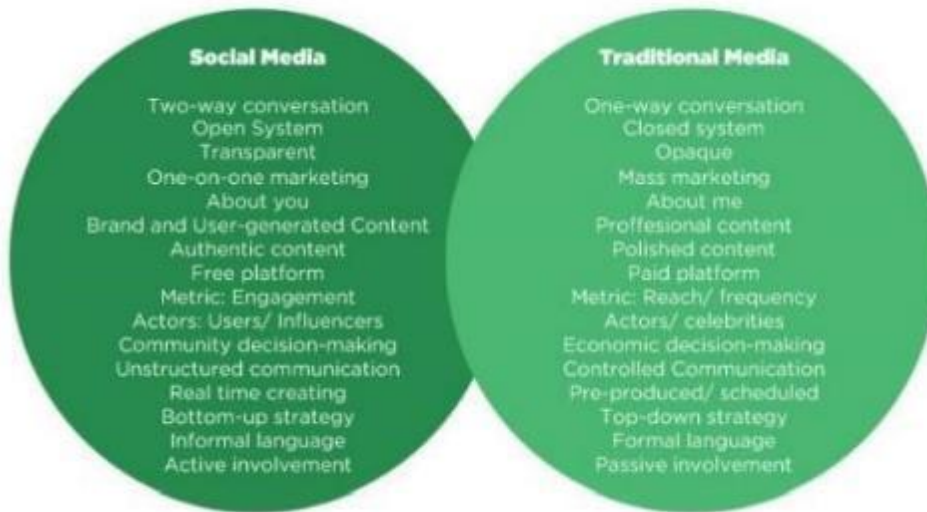 Social Media
Two-way conversation
Open System
Transparent
One-on-one marketing
About you
Brand and User-generated Content
Authentic content
Free platform
Metric: Engagement
Actors: Users/ Influencers
Community decision-making
Unstructured communication
Real time creating
Bottom-up strategy
Informal language
Active involvement
Traditional Media
One-way conversation
Closed system
Opaque
Mass marketing
About me
Proffesional content
Polished content
Paid platform
Metric: Reach/ frequency
Actors/ celebrities
Economic decision-making
Controlled Communication
Pre-produced/ scheduled
Top-down strategy
Formal language
Passive involvement